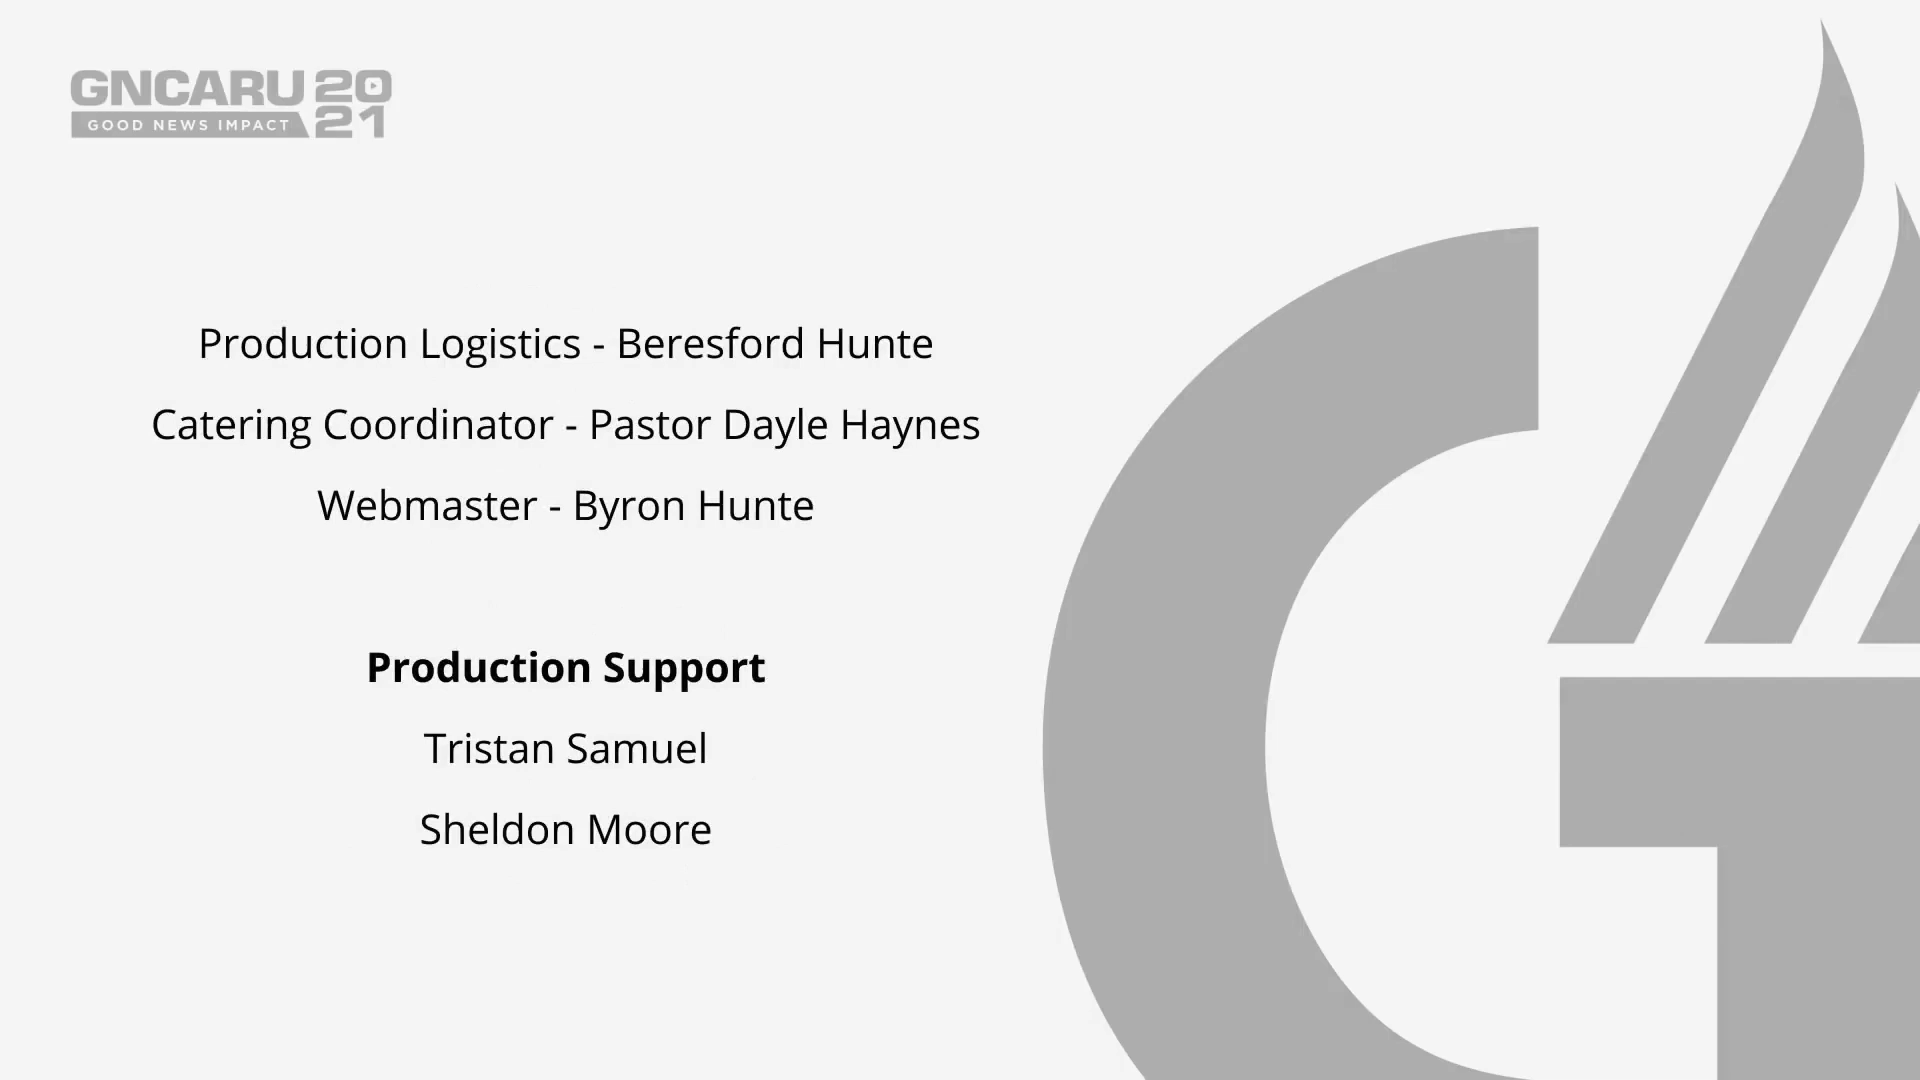 GNCARU 20
21
GOOD NEWS IMPACT
Production Logistics - Beresford Hunte
Catering Coordinator - Pastor Dayle Haynes
Webmaster - Byron Hunte
Production Support
Tristan Samuel
Sheldon Moore